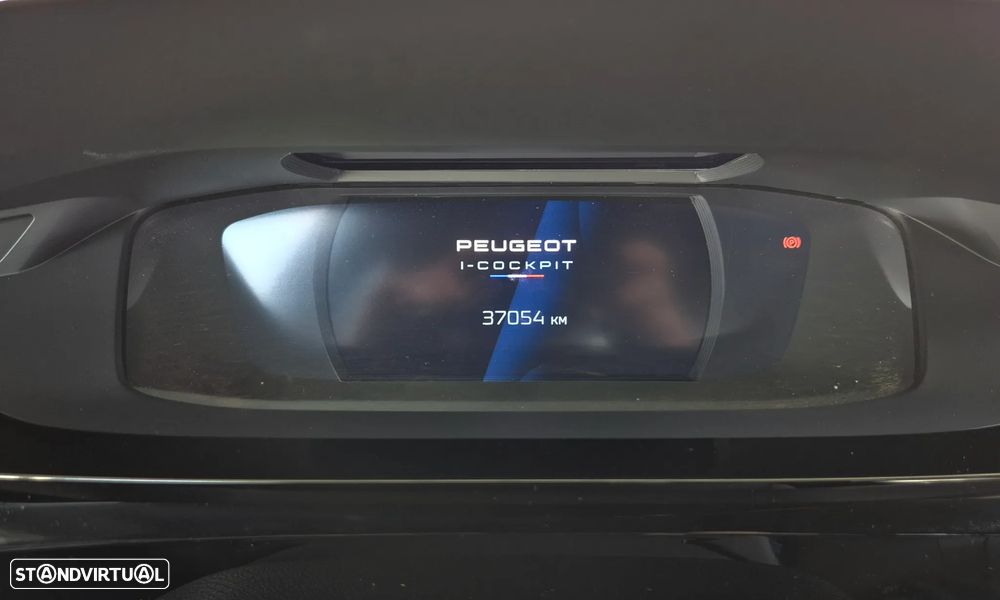 PEUGEOT
i-COCKPIT
37054 KM
STANDVIRTUAL